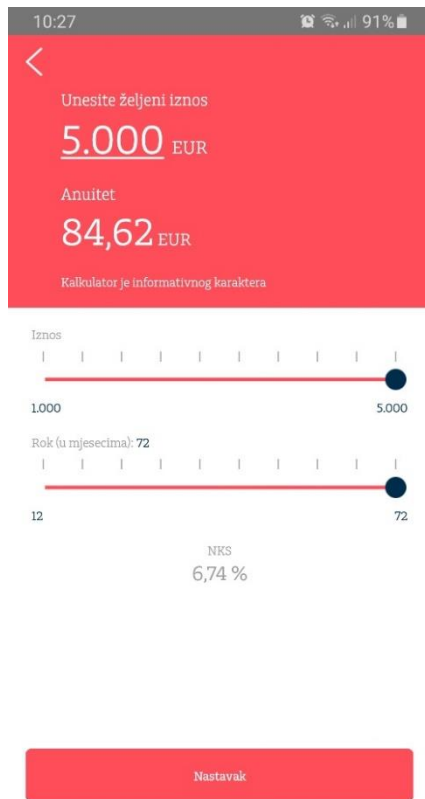 10:27
91%
Unesite željeni iznos
5.000 EUR
Anuitet
84,62 EUR
Kalkulator je informativnog karaktera
Iznos
1.000 5.000
Rok (u mjesecima): 72
12 72
NKS
6,74 %
Nastavak